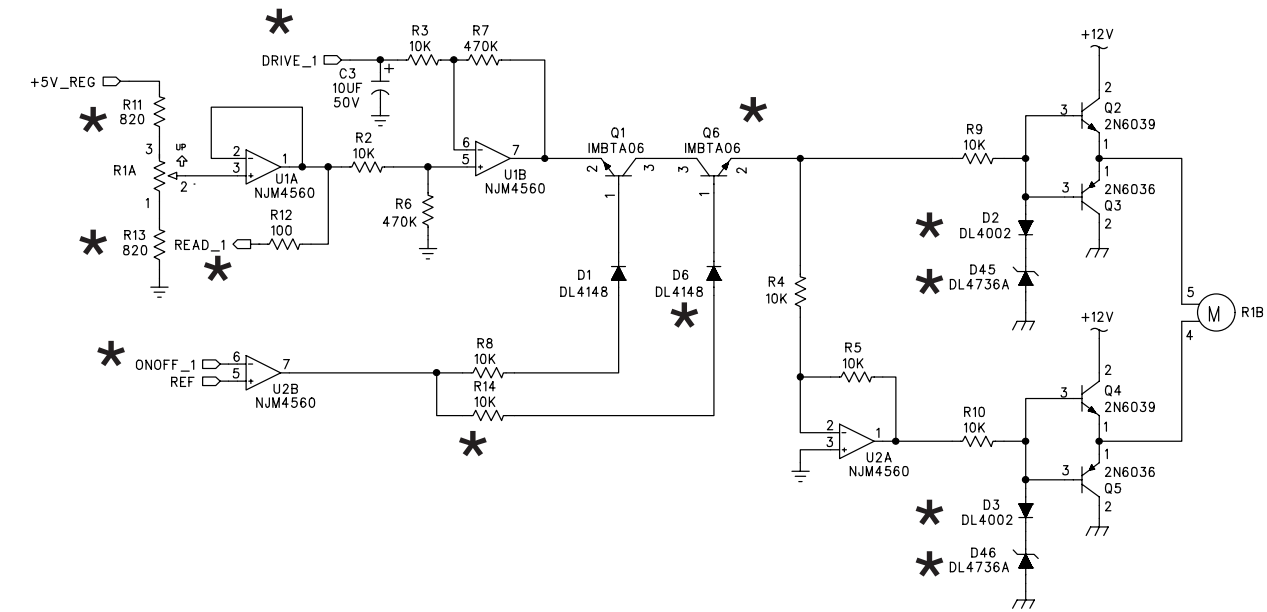 DRIVE_1
R3
10K
R7
470K
C3
10UF
50V
+
+5V_REG
R11
820
3
R1A
UP
2
1
R13
820
2
3
1
U1A
NJM4560
R2
10K
R12
100
READ_1
R6
470K
6
5
7
U1B
NJM4560
Q1
IMBTA06
2
3
1
Q6
IMBTA06
3
2
1
D1
DL4148
D6
DL4148
ONOFF_1
REF
6
5
7
U2B
NJM4560
R8
10K
R14
10K
R4
10K
R5
10K
2
3
1
U2A
NJM4560
R9
10K
+12V
2
3
Q2
2N6039
1
1
3
2N6036
Q3
2
D2
DL4002
D45
DL4736A
5
M
R1B
4
+12V
2
3
Q4
2N6039
1
R10
10K
1
3
2N6036
Q5
2
D3
DL4002
D46
DL4736A